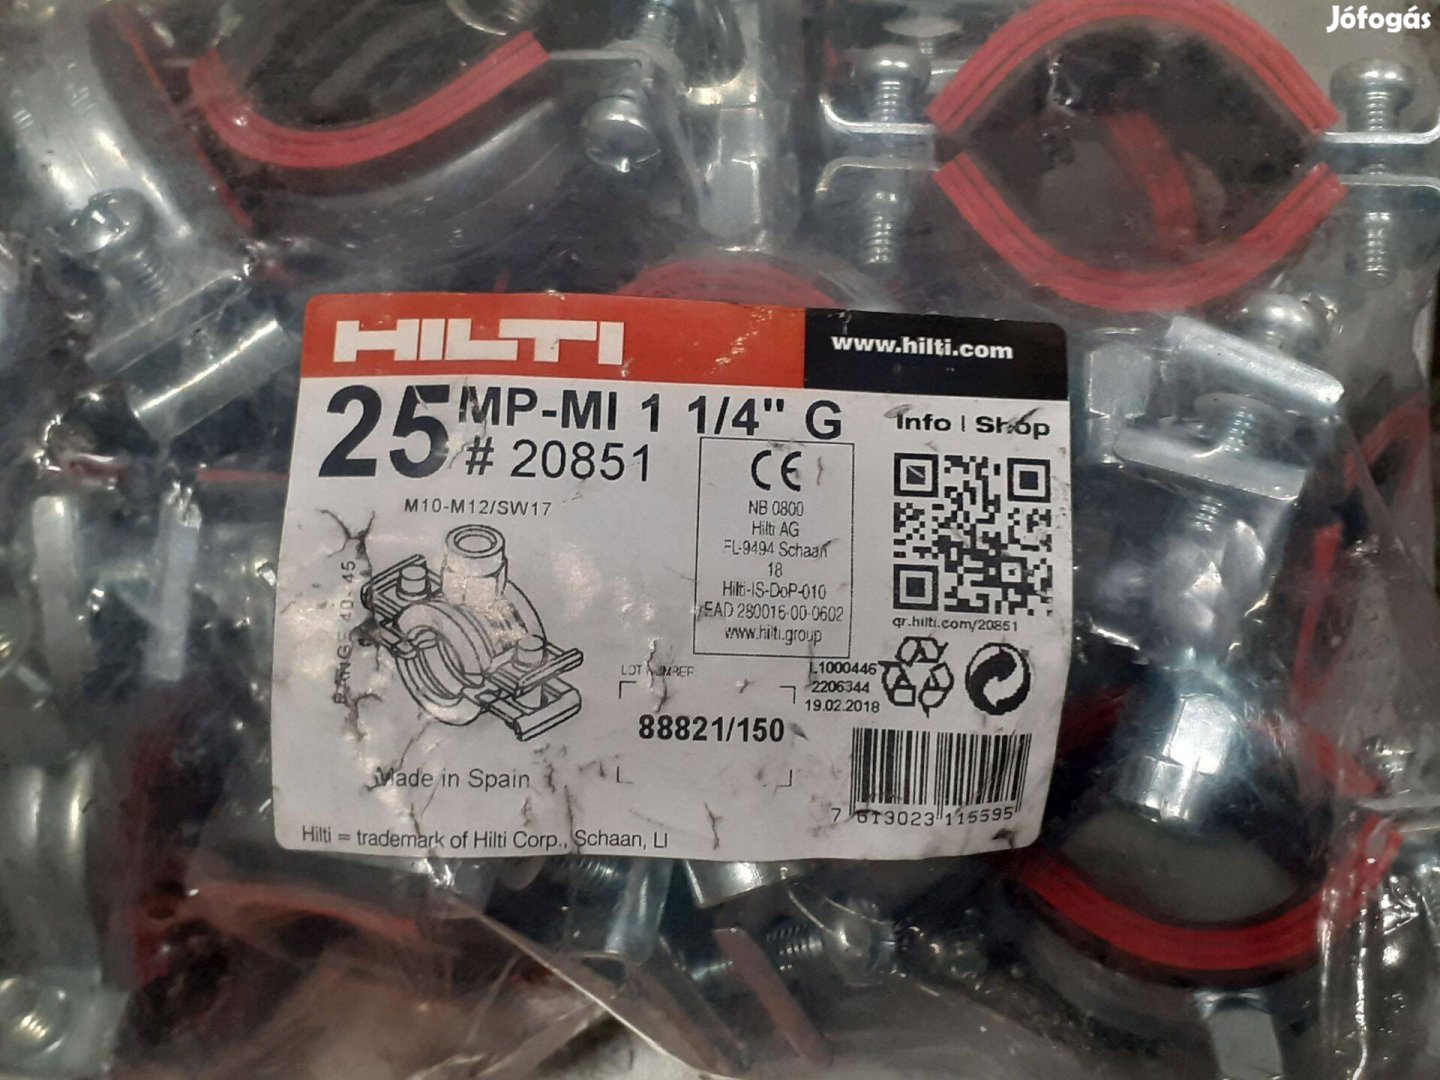 Jófogás
HILTI
www.hilti.com
25 MP-MI 1 1/4" G
# 20851
Info | Shop
M10-M12/SW17
CE
NB 0800
Hilti AG
FL-9494 Schaan
18
Hilti-IS-DoP-010
EAD 280016-00-0602
www.hilti.group
RANGE 40-45
qr.hilti.com/20851
LOT NUMBER
L1000446
2206344
19.02.2018
88821/150
Made in Spain
7 613023 115595
Hilti = trademark of Hilti Corp., Schaan, LI